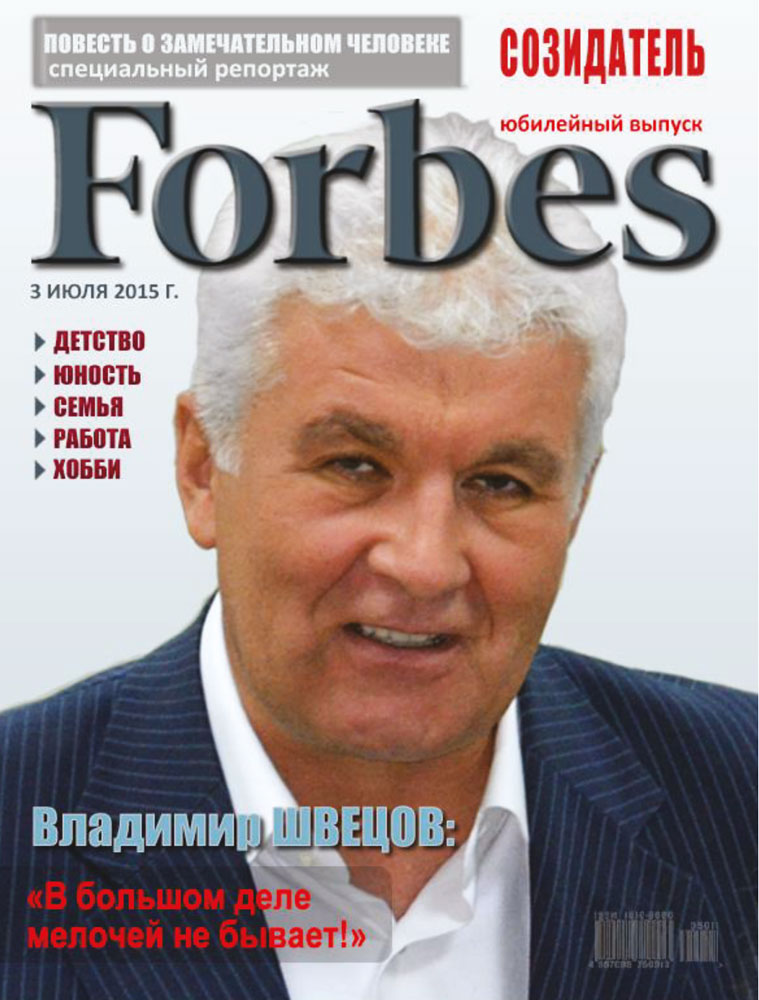 ПОВЕСТЬ О ЗАМЕЧАТЕЛЬНОМ ЧЕЛОВЕКЕ
специальный репортаж
СОЗИДАТЕЛЬ
юбилейный выпуск
Forbes
3 ИЮЛЯ 2015 Г.
ДЕТСТВО
ЮНОСТЬ
СЕМЬЯ
РАБОТА
ХОББИ
Владимир ШВЕЦОВ:
«В большом деле
мелочей не бывает!»